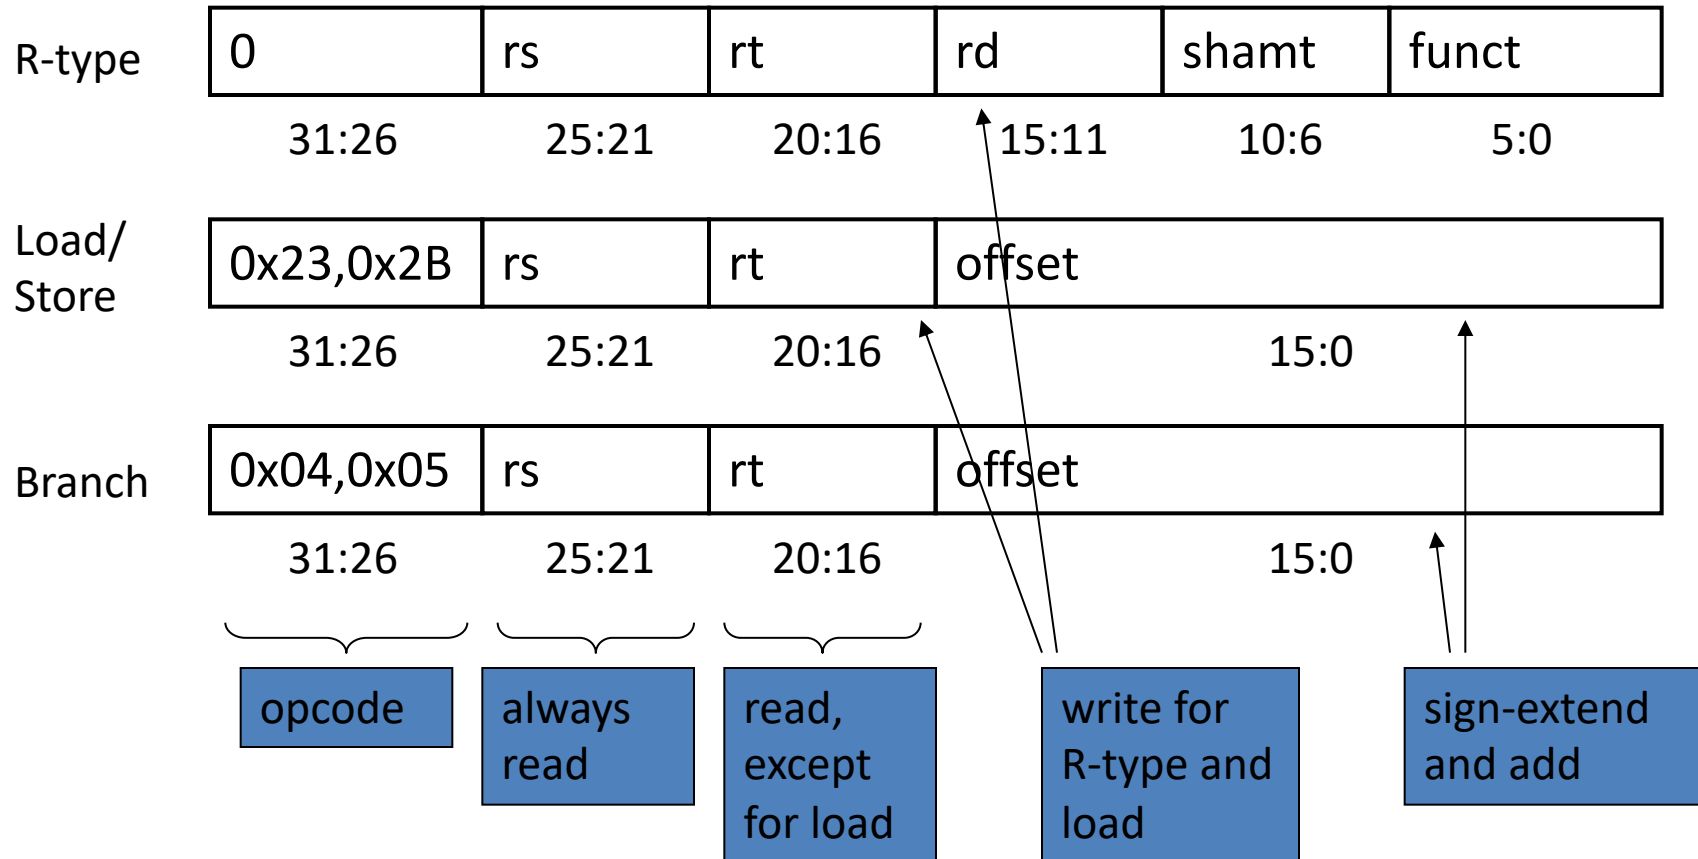 R-type 0 rs rt rd shamt funct
31:26 25:21 20:16 15:11 10:6 5:0
Load/
Store
0x23,0x2B rs rt offset
31:26 25:21 20:16 15:0
Branch 0x04,0x05 rs rt offset
31:26 25:21 20:16 15:0
opcode
always
read
read,
except
for load
write for
R-type and
load
sign-extend
and add